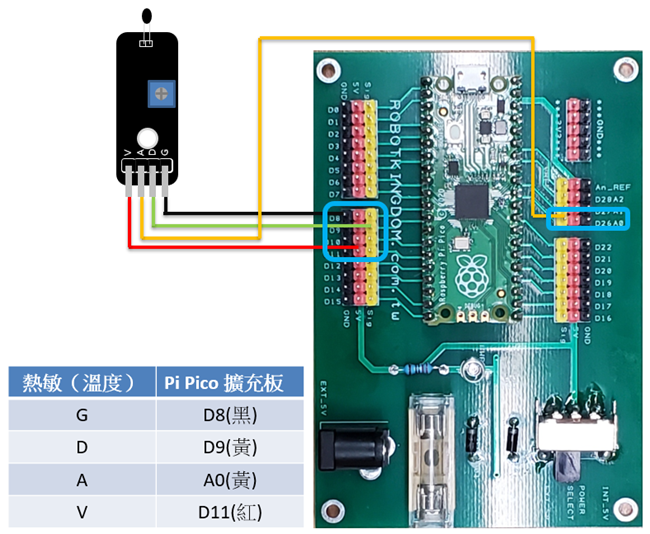 V A D G
GND 5V Sig
D0
D1
D2
D3
D4
D5
D6
D7
D8
D9
D10
D12
D13
D14
D15
GND 5V Sig
ROBOTKINGDOM.com.tw
Raspberry Pi Pico
DEBUG
3V3 GND
An_REF
D28A2
D27A1
D26A0
D22
D21
D20
D19
D18
D17
D16
Sig 5V GND
EXT_5V
POWER SELECT
INT_5V
熱敏（溫度） Pi Pico 擴充板
G D8(黑)
D D9(黃)
A A0(黃)
V D11(紅)